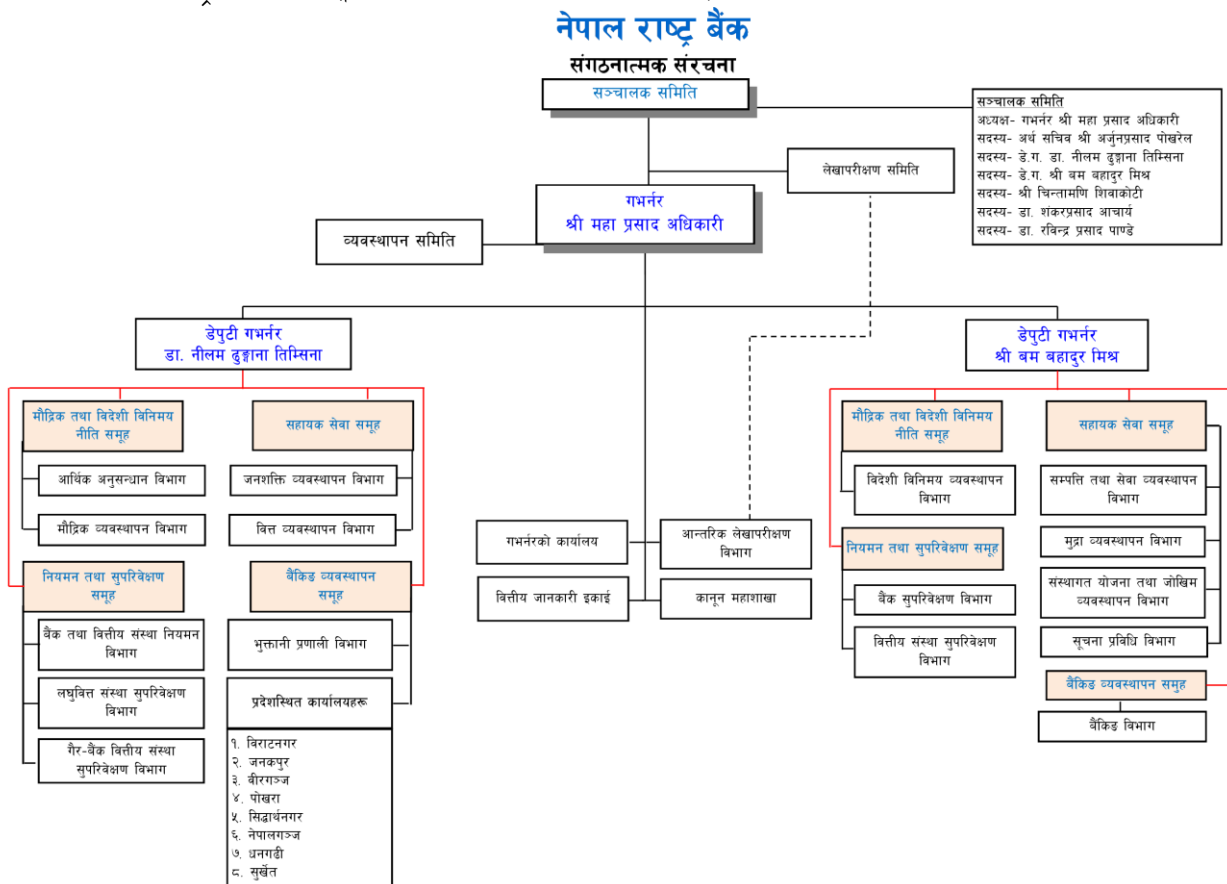 नेपाल राष्ट्र बैंक
संगठनात्मक संरचना
सञ्चालक समिति
सञ्चालक समिति
अध्यक्ष- गभर्नर श्री महा प्रसाद अधिकारी
सदस्य- अर्थ सचिव श्री अर्जुनप्रसाद पोखरेल
सदस्य- डे.ग. डा. नीलम ढुङ्गाना तिम्सिना
सदस्य- डे.ग. श्री बम बहादुर मिश्र
सदस्य- श्री चिन्तामणि शिवाकोटी
सदस्य- डा. शंकरप्रसाद आचार्य
सदस्य- डा. रविन्द्र प्रसाद पाण्डे
लेखापरीक्षण समिति
गभर्नर
श्री महा प्रसाद अधिकारी
व्यवस्थापन समिति
डेपुटी गभर्नर
डा. नीलम ढुङ्गाना तिम्सिना
मौद्रिक तथा विदेशी विनिमय
नीति समूह
आर्थिक अनुसन्धान विभाग
मौद्रिक व्यवस्थापन विभाग
नियमन तथा सुपरिवेक्षण
समूह
बैंक तथा वित्तीय संस्था नियमन
विभाग
लघुवित्त संस्था सुपरिवेक्षण
विभाग
गैर-बैंक वित्तीय संस्था
सुपरिवेक्षण विभाग
सहायक सेवा समूह
जनशक्ति व्यवस्थापन विभाग
वित्त व्यवस्थापन विभाग
बैंकिङ व्यवस्थापन
समूह
भुक्तानी प्रणाली विभाग
प्रदेशस्थित कार्यालयहरू
१. विराटनगर
२. जनकपुर
३. बीरगञ्ज
४. पोखरा
५. सिद्धार्थनगर
६. नेपालगञ्ज
७. धनगढी
८. सुर्खेत
गभर्नरको कार्यालय
आन्तरिक लेखापरीक्षण
विभाग
वित्तीय जानकारी इकाई
कानून महाशाखा
डेपुटी गभर्नर
श्री बम बहादुर मिश्र
मौद्रिक तथा विदेशी विनिमय
नीति समूह
विदेशी विनिमय व्यवस्थापन
विभाग
नियमन तथा सुपरिवेक्षण समूह
बैंक सुपरिवेक्षण विभाग
वित्तीय संस्था सुपरिवेक्षण
विभाग
सहायक सेवा समूह
सम्पत्ति तथा सेवा व्यवस्थापन
विभाग
मुद्रा व्यवस्थापन विभाग
संस्थागत योजना तथा जोखिम
व्यवस्थापन विभाग
सूचना प्रविधि विभाग
बैंकिङ व्यवस्थापन समुह
बैंकिङ विभाग